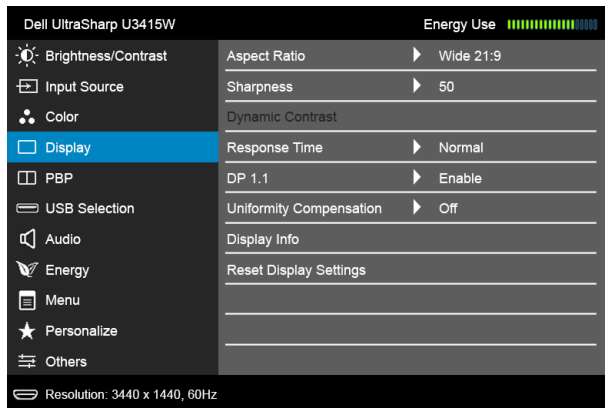 Dell UltraSharp U3415W Energy Use
Brightness/Contrast Aspect Ratio Wide 21:9
Input Source Sharpness 50
Color Dynamic Contrast
Display Response Time Normal
PBP DP 1.1 Enable
USB Selection Uniformity Compensation Off
Audio Display Info
Energy Reset Display Settings
Menu
Personalize
Others
Resolution: 3440 x 1440, 60Hz